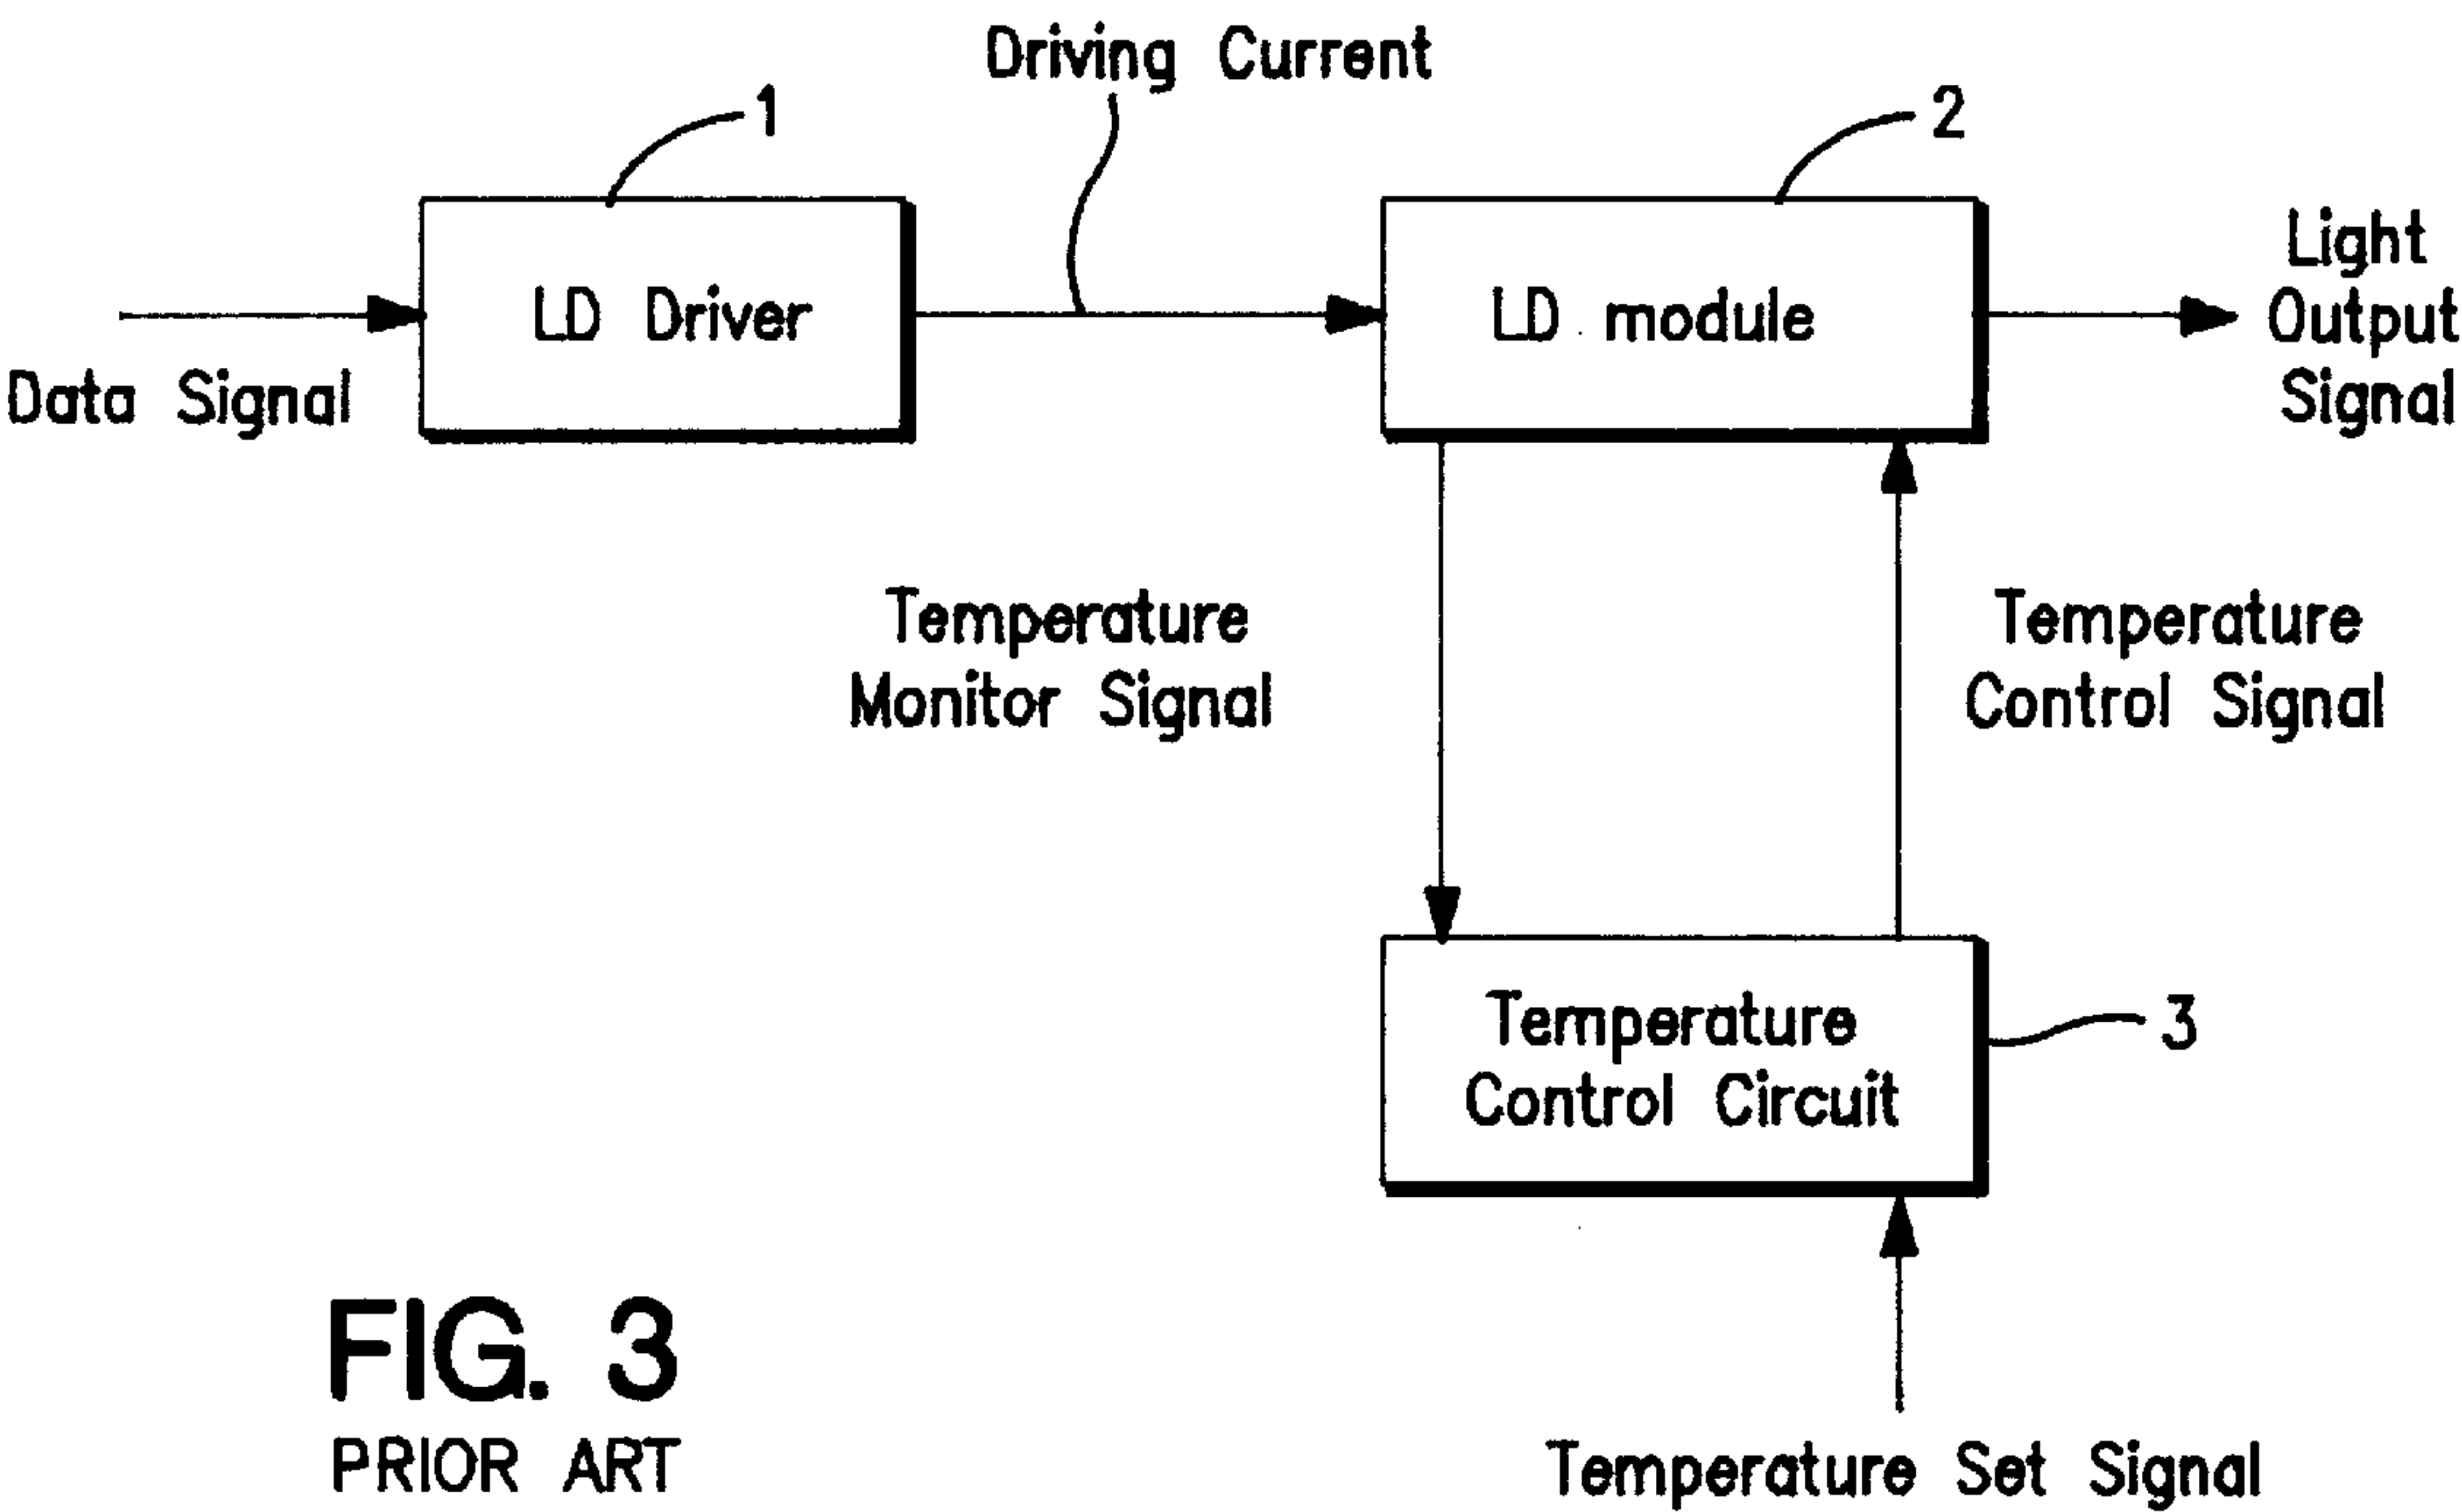 Driving Current
1
2
LD Driver
LD module
Light
Output
Signal
Data Signal
Temperature
Monitor Signal
Temperature
Control Signal
Temperature
Control Circuit
3
FIG. 3
PRIOR ART
Temperature Set Signal